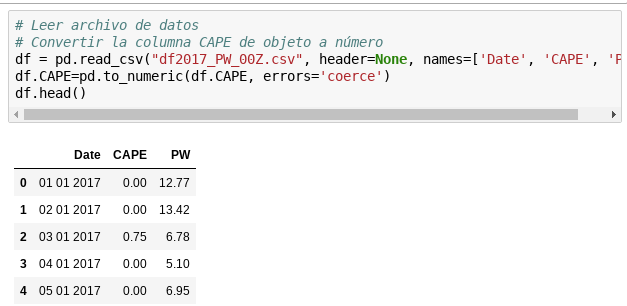 # Leer archivo de datos
# Convertir la columna CAPE de objeto a número
df = pd.read_csv("df2017_PW_00Z.csv", header=None, names=['Date', 'CAPE', 'P
df.CAPE=pd.to_numeric(df.CAPE, errors='coerce')
df.head()
Date CAPE PW
0 01 01 2017 0.00 12.77
1 02 01 2017 0.00 13.42
2 03 01 2017 0.75 6.78
3 04 01 2017 0.00 5.10
4 05 01 2017 0.00 6.95